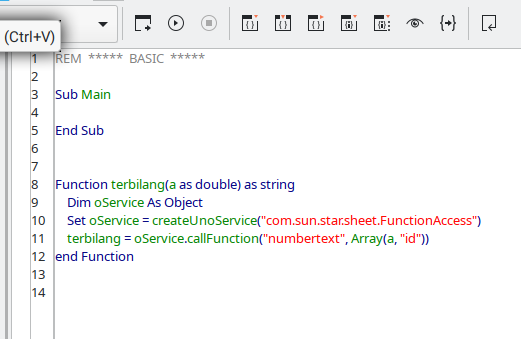 (Ctrl+V)
1 REM ***** BASIC *****
2
3 Sub Main
4
5 End Sub
6
7
8 Function terbilang(a as double) as string
9 Dim oService As Object
10 Set oService = createUnoService("com.sun.star.sheet.FunctionAccess")
11 terbilang = oService.callFunction("numbertext", Array(a, "id"))
12 end Function
13
14